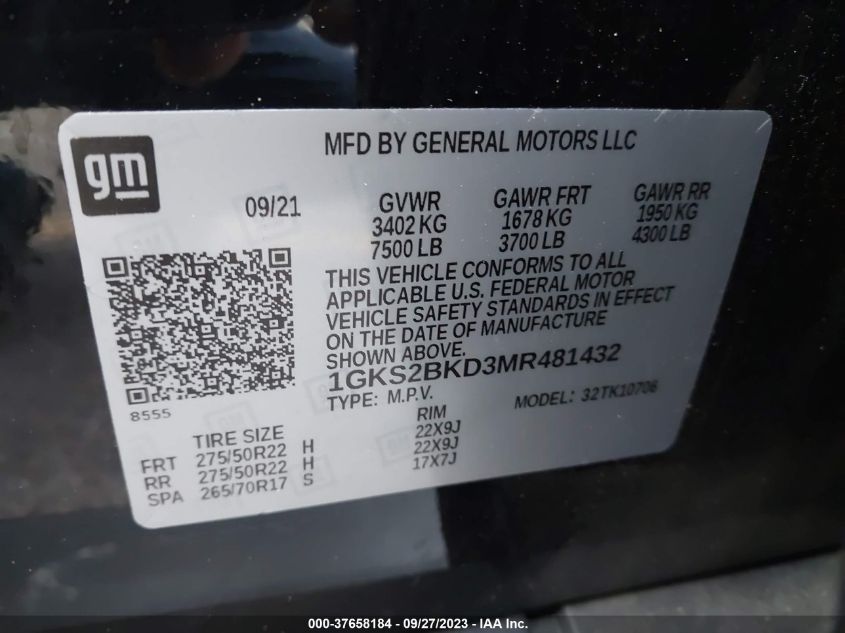 gm
MFD BY GENERAL MOTORS LLC
09/21
GVWR GAWR FRT GAWR RR
3402 KG 1678 KG 1950 KG
7500 LB 3700 LB 4300 LB
THIS VEHICLE CONFORMS TO ALL
APPLICABLE U.S. FEDERAL MOTOR
VEHICLE SAFETY STANDARDS IN EFFECT
ON THE DATE OF MANUFACTURE
SHOWN ABOVE.
1GKS2BKD3MR481432
TYPE: M.P.V. MODEL: 32TK10706
8555
TIRE SIZE RIM
FRT 275/50R22 H 22X9J
RR 275/50R22 H 22X9J
SPA 265/70R17 S 17X7J
000-37658184 - 09/27/2023 - IAA Inc.